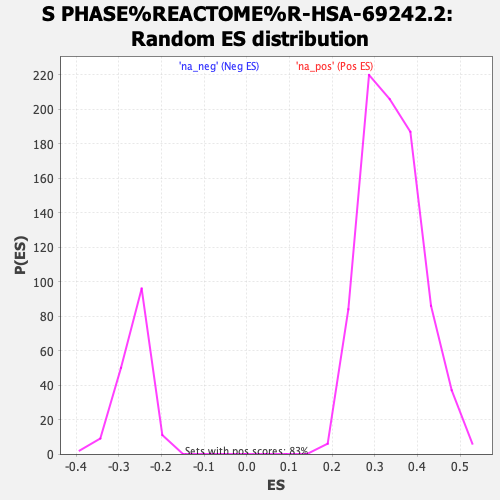 S PHASE%REACTOME%R-HSA-69242.2:
Random ES distribution
'na_neg' (Neg ES)
'na_pos' (Pos ES)
220
200
180
160
140
120
100
80
60
40
20
0
P(ES)
Sets with pos scores: 83%
-0.4 -0.3 -0.2 -0.1 0.0 0.1 0.2 0.3 0.4 0.5
ES